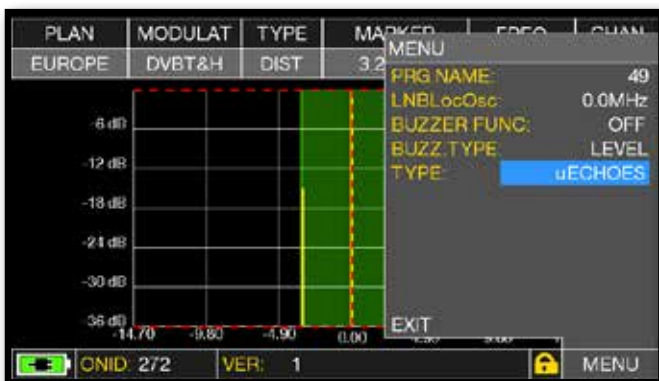 PLAN MODULAT TYPE
EUROPE DVBT&H DIST
MENU
PRG NAME: 49
LNBLocOsc: 0.0MHz
BUZZER FUNC: OFF
BUZZ.TYPE LEVEL
TYPE uECHOES
EXIT
-6 dB
-12 dB
-18 dB
-24 dB
-30 dB
-36 dB
-14.70 -9.80 -4.90 0.00
ONID: 272 VER: 1 MENU